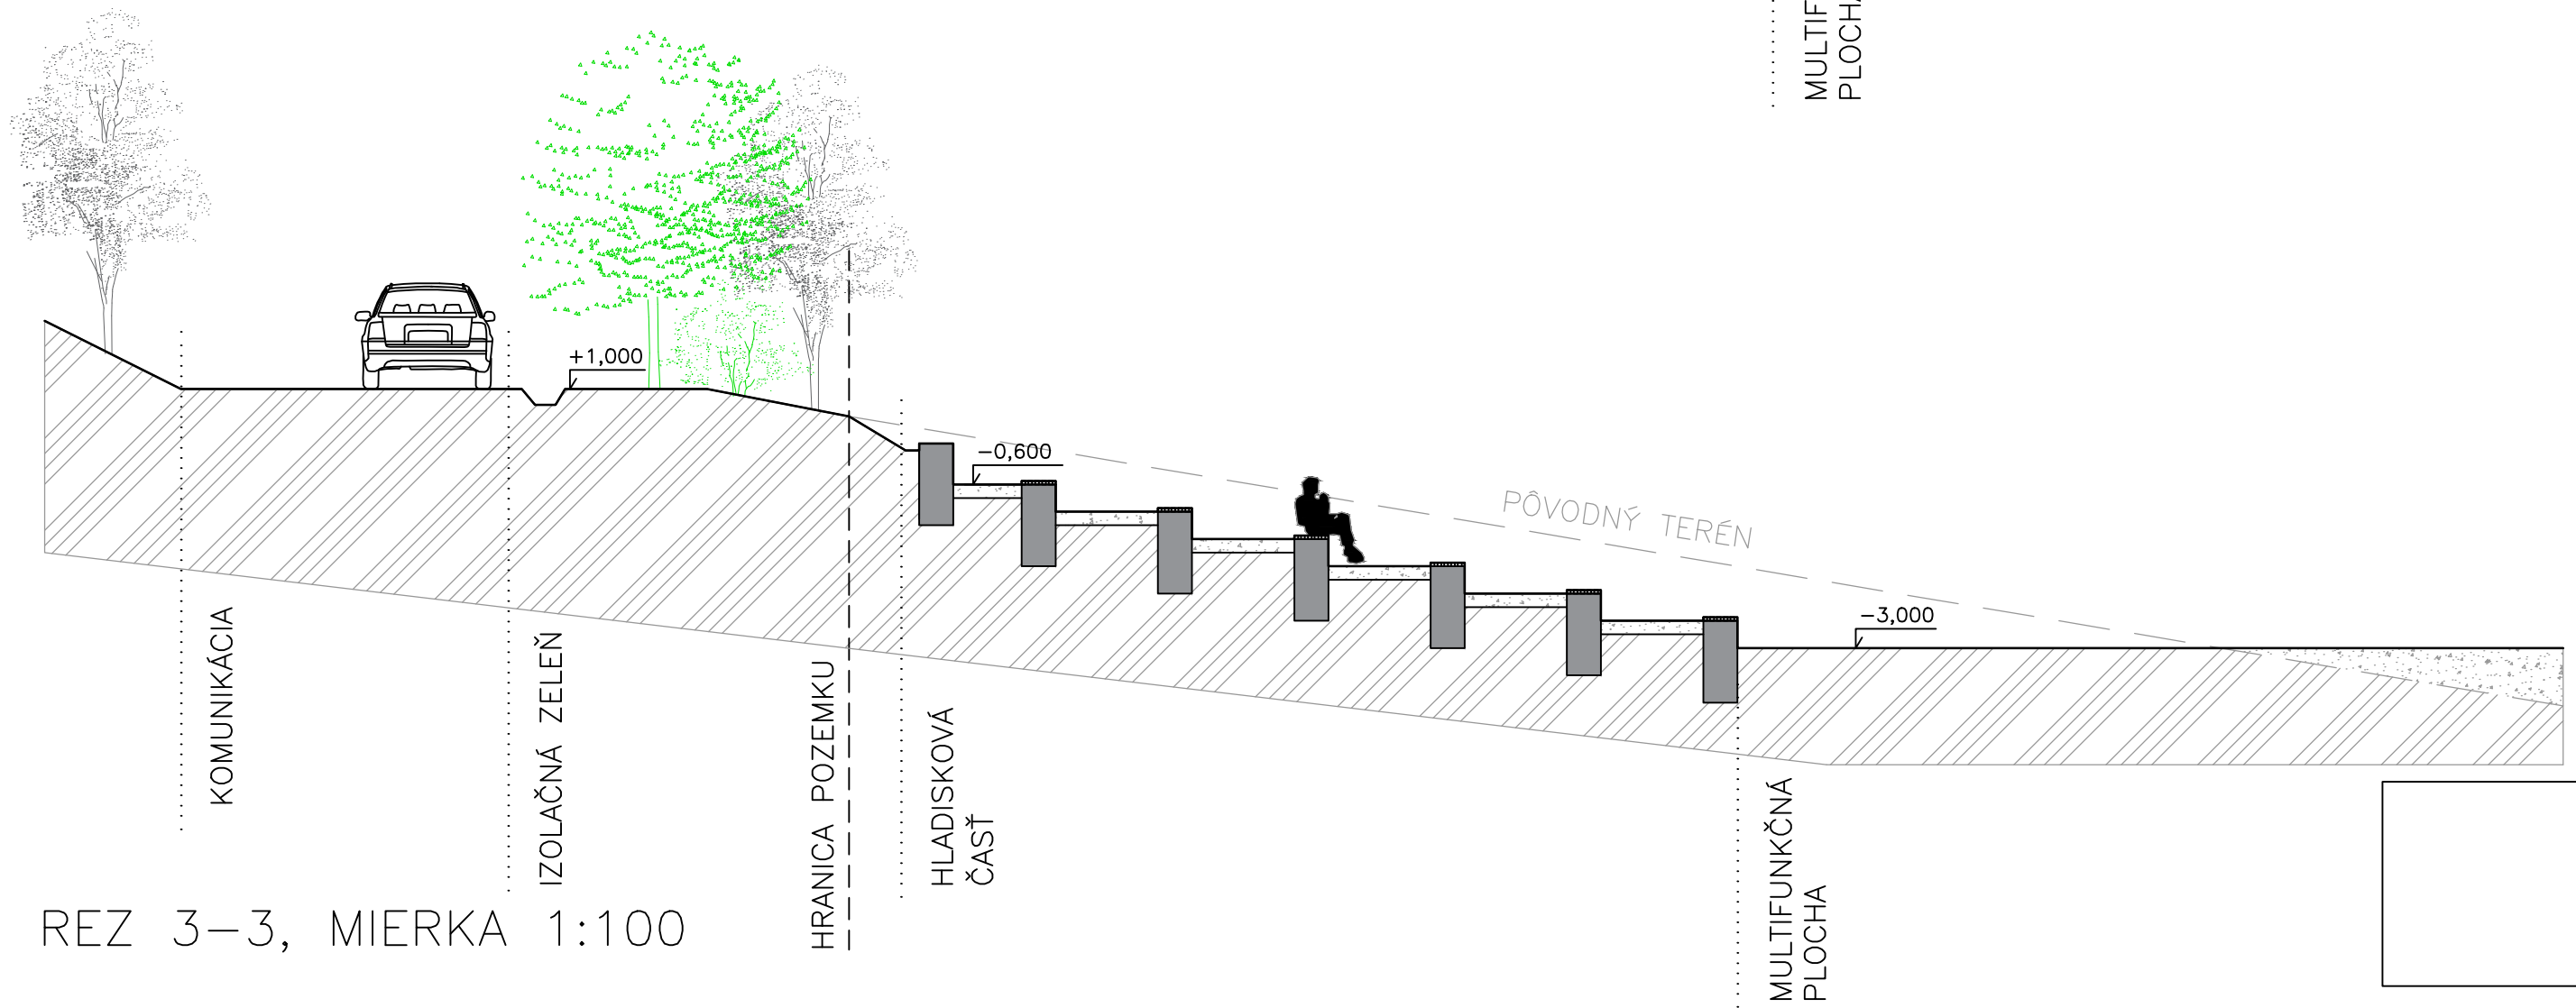 MULTIF
PLOCHA
+1,000
-0,600
PÔVODNÝ TERÉN
-3,000
KOMUNIKÁCIA
IZOLAČNÁ ZELEŇ
HRANICA POZEMKU
HLADISKOVÁ
ČASŤ
MULTIFUNKČNÁ
PLOCHA
REZ 3-3, MIERKA 1:100